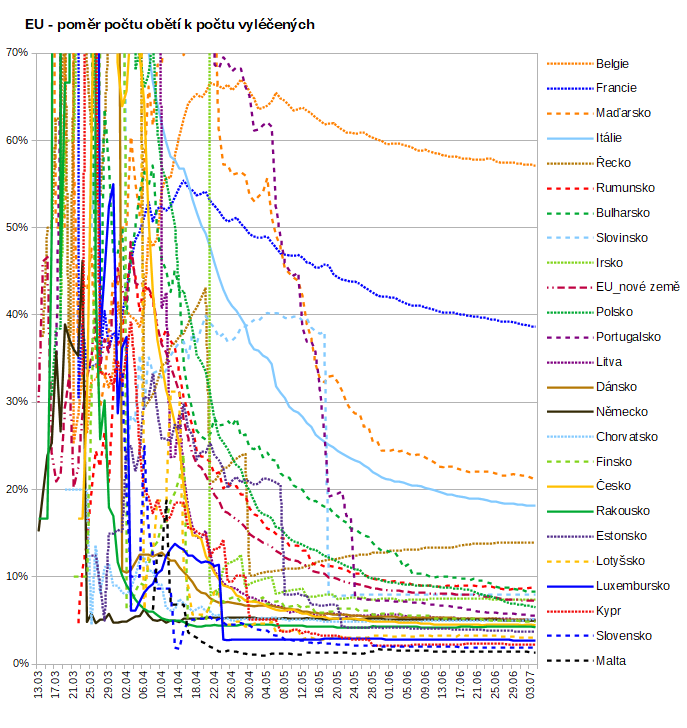 EU - poměr počtu obětí k počtu vyléčených
70%
60%
50%
40%
30%
20%
10%
0%
13.03
17.03
21.03
25.03
29.03
02.04
06.04
10.04
14.04
18.04
22.04
26.04
30.04
04.05
08.05
12.05
16.05
20.05
24.05
28.05
01.06
05.06
09.06
13.06
17.06
21.06
25.06
29.06
03.07
Belgie
Francie
Maďarsko
Itálie
Řecko
Rumunsko
Bulharsko
Slovinsko
Irsko
EU_nové země
Polsko
Portugalsko
Litva
Dánsko
Německo
Chorvatsko
Finsko
Česko
Rakousko
Estonsko
Lotyšsko
Luxembursko
Kypr
Slovensko
Malta